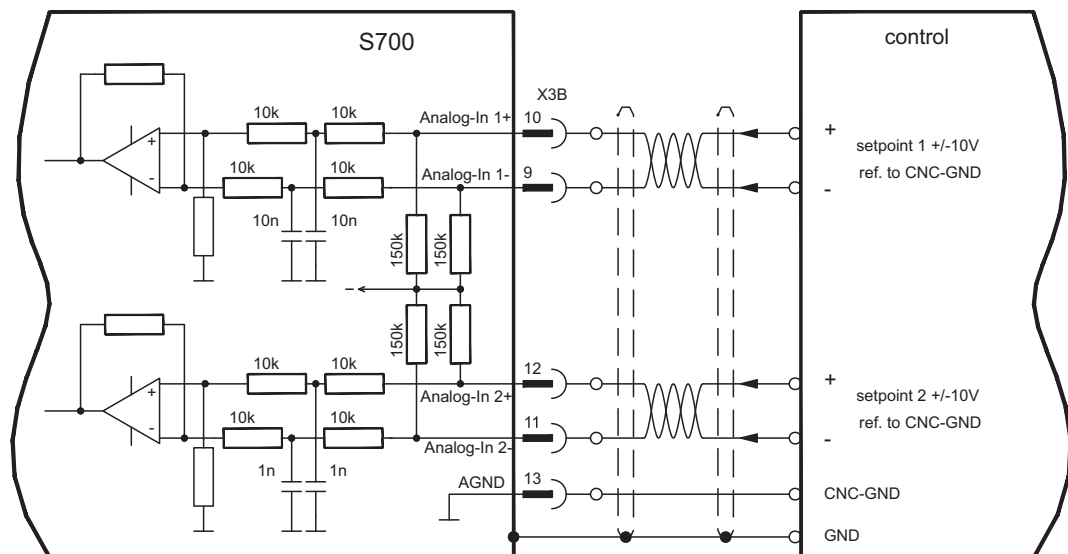 S700
control
X3B
10k
10k
Analog-In 1+
10
+
+
setpoint 1 +/-10V
-
10k
10k
Analog-In 1-
9
ref. to CNC-GND
-
10n
10n
150k
150k
-
150k
150k
10k
10k
12
+
+
Analog-In 2+
setpoint 2 +/-10V
-
10k
10k
11
ref. to CNC-GND
-
Analog-In 2-
1n
1n
AGND
13
CNC-GND
GND